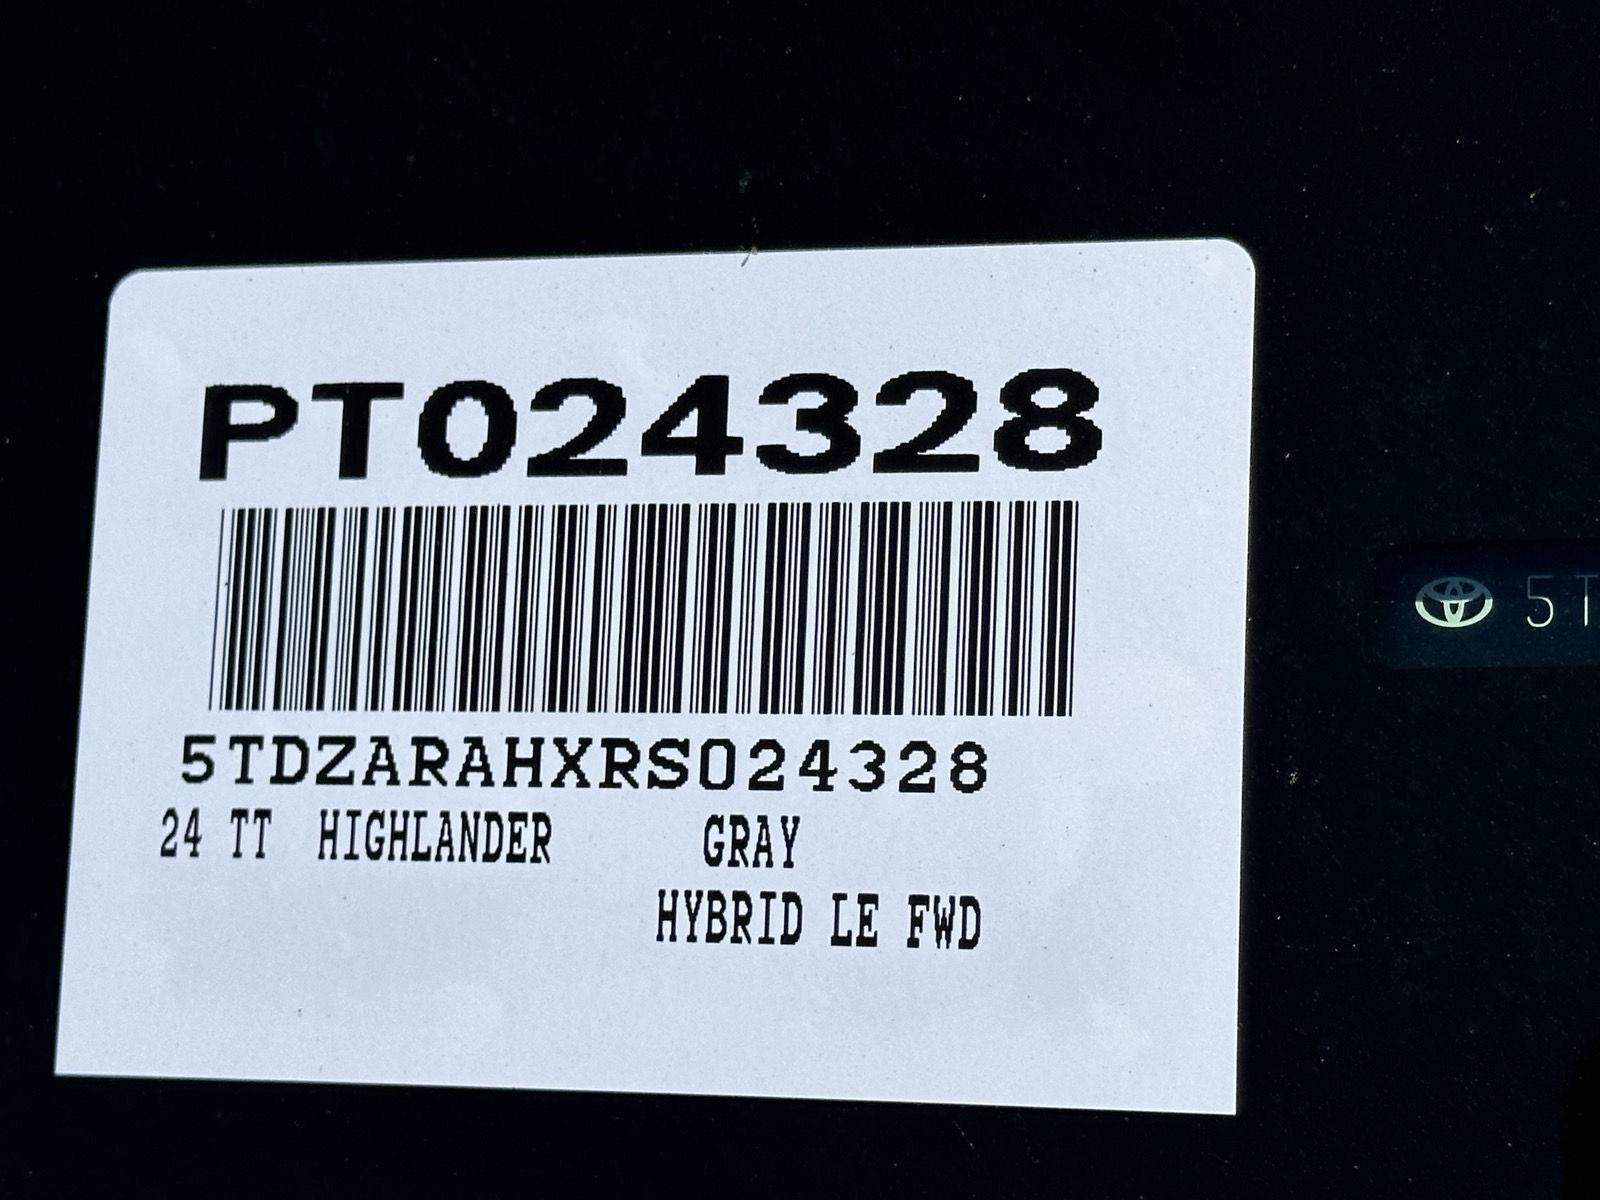 PT024328
5TDZARAHXRS024328
24 TT HIGHLANDER GRAY
HYBRID LE FWD
5T